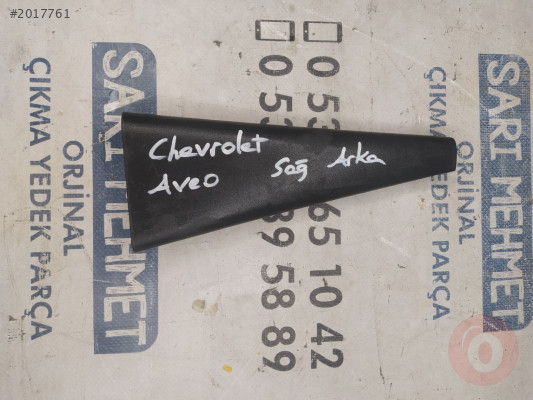 #2017761
Chevrolet
Aveo
Sağ Arka
SARI MEHMET
ORJİNAL
ÇIKMA YEDEK PARÇA
65 10 42
39 58 89
SARI MEHMET
ORJİNAL
ÇIKMA YEDEK PARÇA